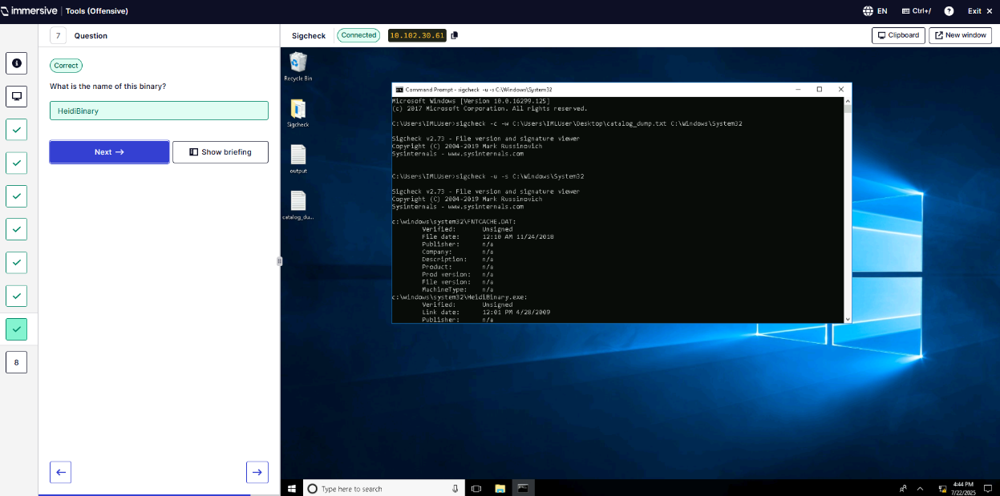 immersive | Tools (Offensive)
EN
Ctrl+/
?
Exit ×
7
Question
Correct
What is the name of this binary?
HeidiBinary
Next →
Show briefing
8
Sigcheck
Connected
10.102.30.61
Clipboard
New window
Recycle Bin
Sigcheck
output
catalog_du...
Command Prompt - sigcheck -u -s C:\Windows\System32
Microsoft Windows [Version 10.0.16299.125]
(c) 2017 Microsoft Corporation. All rights reserved.
C:\Users\IMLUser>sigcheck -c -w C:\Users\IMLUser\Desktop\catalog_dump.txt C:\Windows\System32
Sigcheck v2.73 - File version and signature viewer
Copyright (C) 2004-2019 Mark Russinovich
Sysinternals - www.sysinternals.com
C:\Users\IMLUser>sigcheck -u -s C:\Windows\System32
Sigcheck v2.73 - File version and signature viewer
Copyright (C) 2004-2019 Mark Russinovich
Sysinternals - www.sysinternals.com
c:\windows\system32\FNTCACHE.DAT:
Verified: Unsigned
File date: 12:10 AM 11/24/2018
Publisher: n/a
Company: n/a
Description: n/a
Product: n/a
Prod version: n/a
File version: n/a
MachineType: n/a
c:\windows\system32\HeidiBinary.exe:
Verified: Unsigned
Link date: 12:01 PM 4/28/2009
Publisher: n/a
Type here to search
4:44 PM
7/22/2025